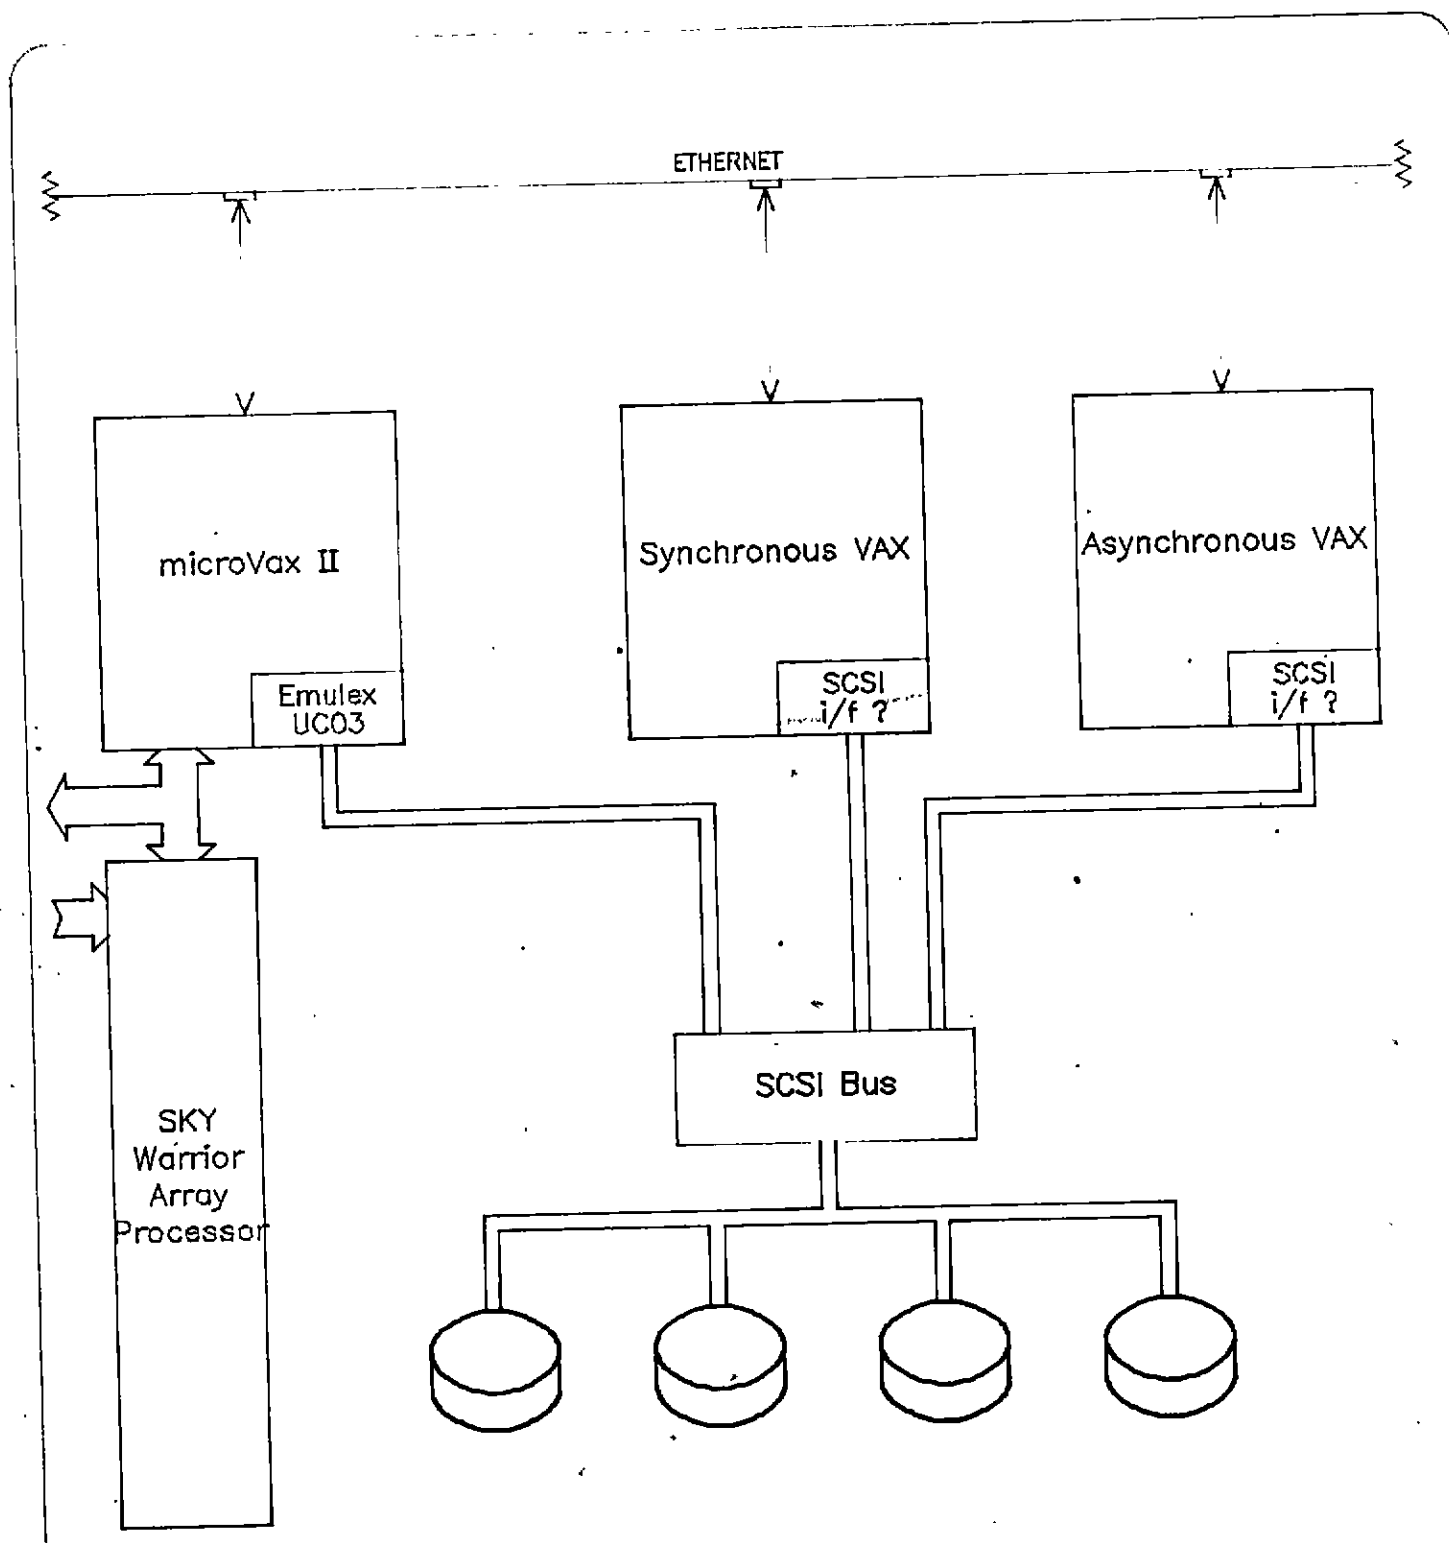 ETHERNET
microVax II
Synchronous VAX
Asynchronous VAX
Emulex
UC03
SCSI
i/f ?
SCSI
i/f ?
SCSI Bus
SKY
Warrior
Array
Processor